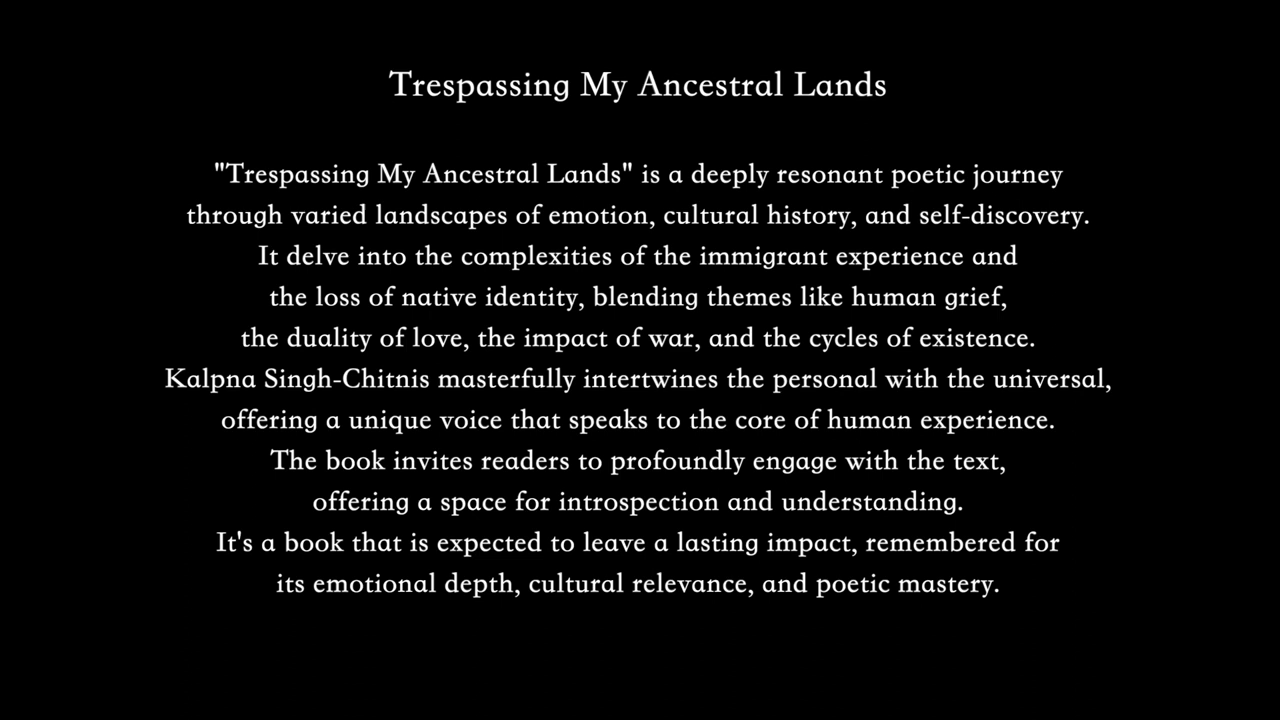 Trespassing My Ancestral Lands
"Trespassing My Ancestral Lands" is a deeply resonant poetic journey
through varied landscapes of emotion, cultural history, and self-discovery.
It delve into the complexities of the immigrant experience and
the loss of native identity, blending themes like human grief,
the duality of love, the impact of war, and the cycles of existence.
Kalpna Singh-Chitnis masterfully intertwines the personal with the universal,
offering a unique voice that speaks to the core of human experience.
The book invites readers to profoundly engage with the text,
offering a space for introspection and understanding.
It's a book that is expected to leave a lasting impact, remembered for
its emotional depth, cultural relevance, and poetic mastery.